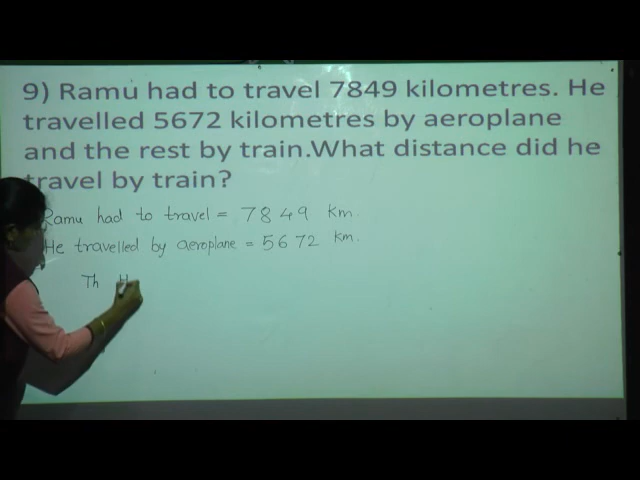 9) Ramu had to travel 7849 kilometres. He
travelled 5672 kilometres by aeroplane
and the rest by train.What distance did he
travel by train?
Ramu had to travel = 7849 km.
He travelled by aeroplane = 5672 km.
Th H